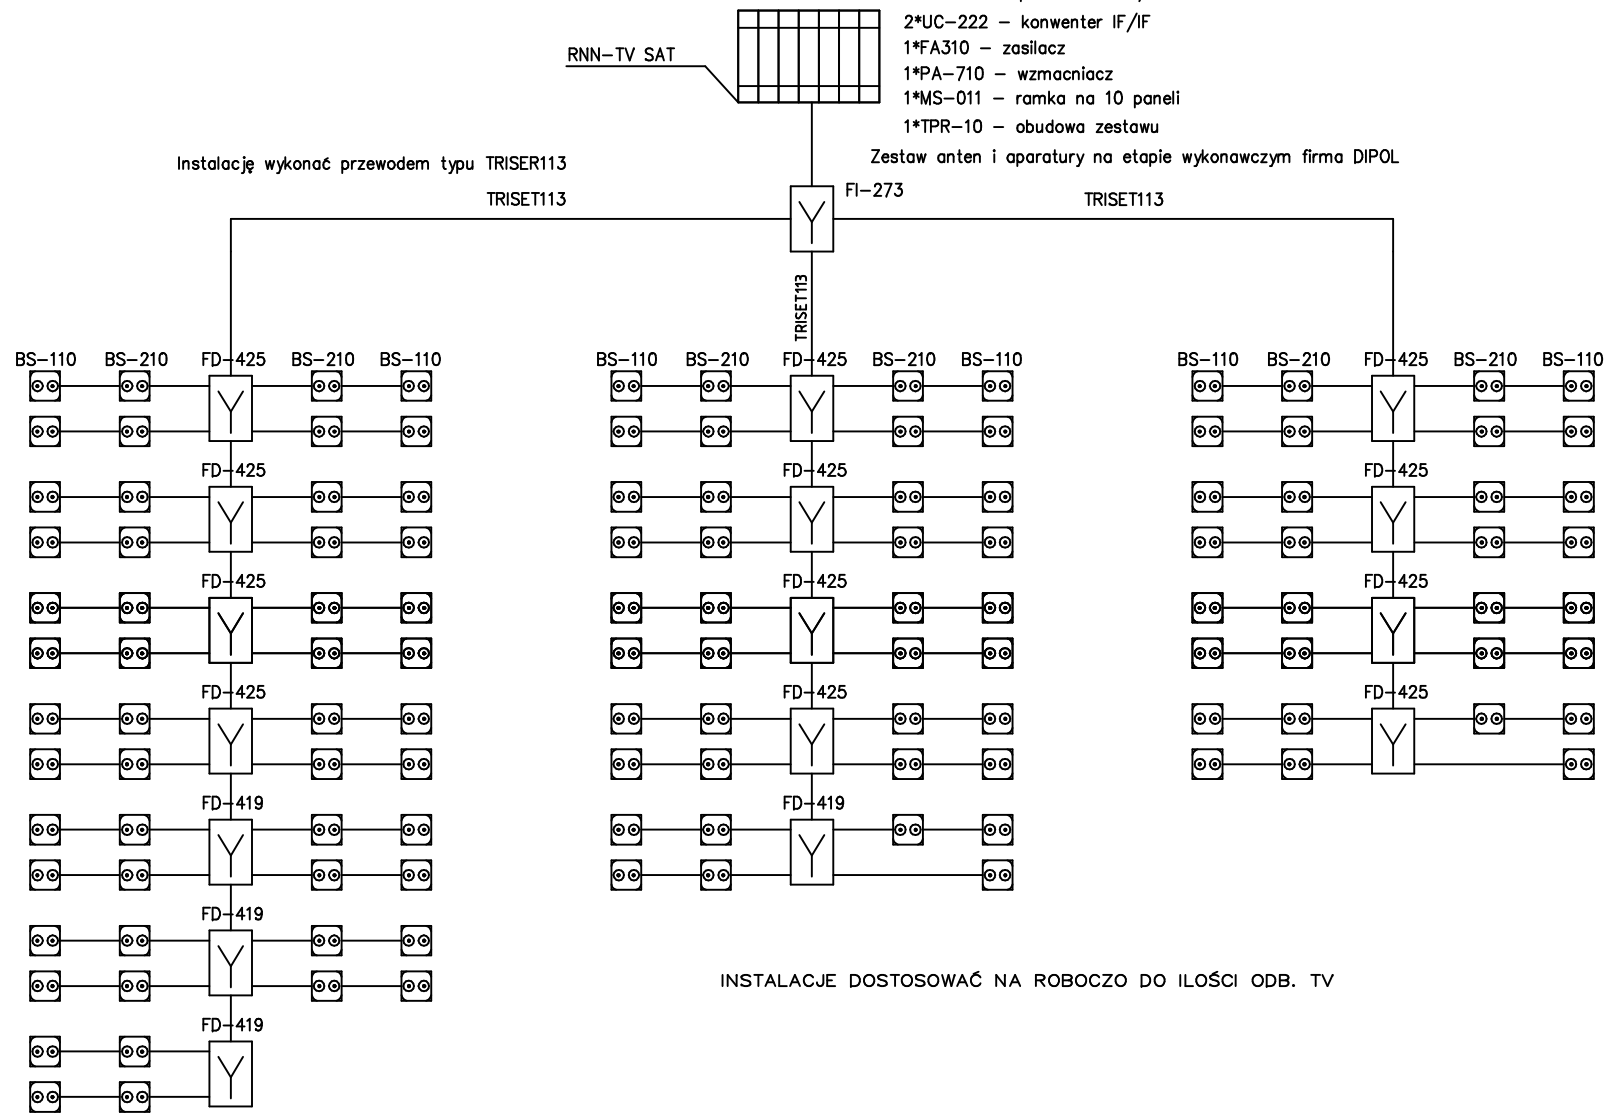 2*UC-222 - konwenter IF/IF
1*FA310 - zasilacz
1*PA-710 - wzmacniacz
1*MS-011 - ramka na 10 paneli
1*TPR-10 - obudowa zestawu
RNN-TV SAT
Instalację wykonać przewodem typu TRISER113
Zestaw anten i aparatury na etapie wykonawczym firma DIPOL
TRISET113
FI-273
TRISET113
TRISET113
BS-110 BS-210 FD-425 BS-210 BS-110
FD-425
FD-425
FD-425
FD-419
FD-419
FD-419
BS-110 BS-210 FD-425 BS-210 BS-110
FD-425
FD-425
FD-425
FD-419
BS-110 BS-210 FD-425 BS-210 BS-110
FD-425
FD-425
FD-425
INSTALACJE DOSTOSOWAĆ NA ROBOCZO DO ILOŚCI ODB. TV